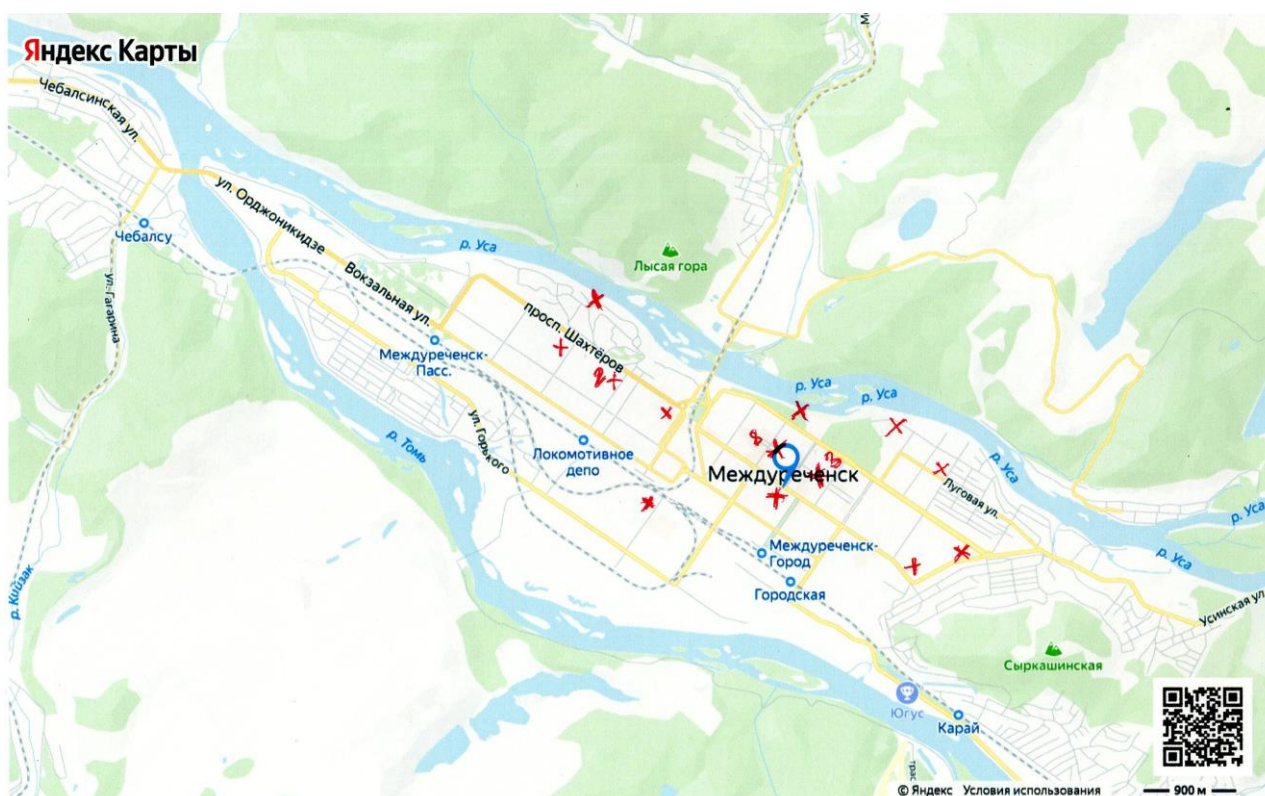 Яндекс Карты
Чебалсинская ул.
ул. Орджоникидзе
Чебалсу
ул. Гагарина
Вокзальная ул.
р. Уса
Лысая гора
просп. Шахтёров
Междуреченск-
Пасс.
р. Уса
р. Уса
ул. Горького
р. Томь
Локомотивное
депо
Междуреченск
Луговая ул.
р. Уса
р. Уса
р. Уса
Междуреченск-
Город
Городская
р. Кийзак
Усинская ул.
Сыркашинская
Югус
Карай
© Яндекс Условия использования
900 м